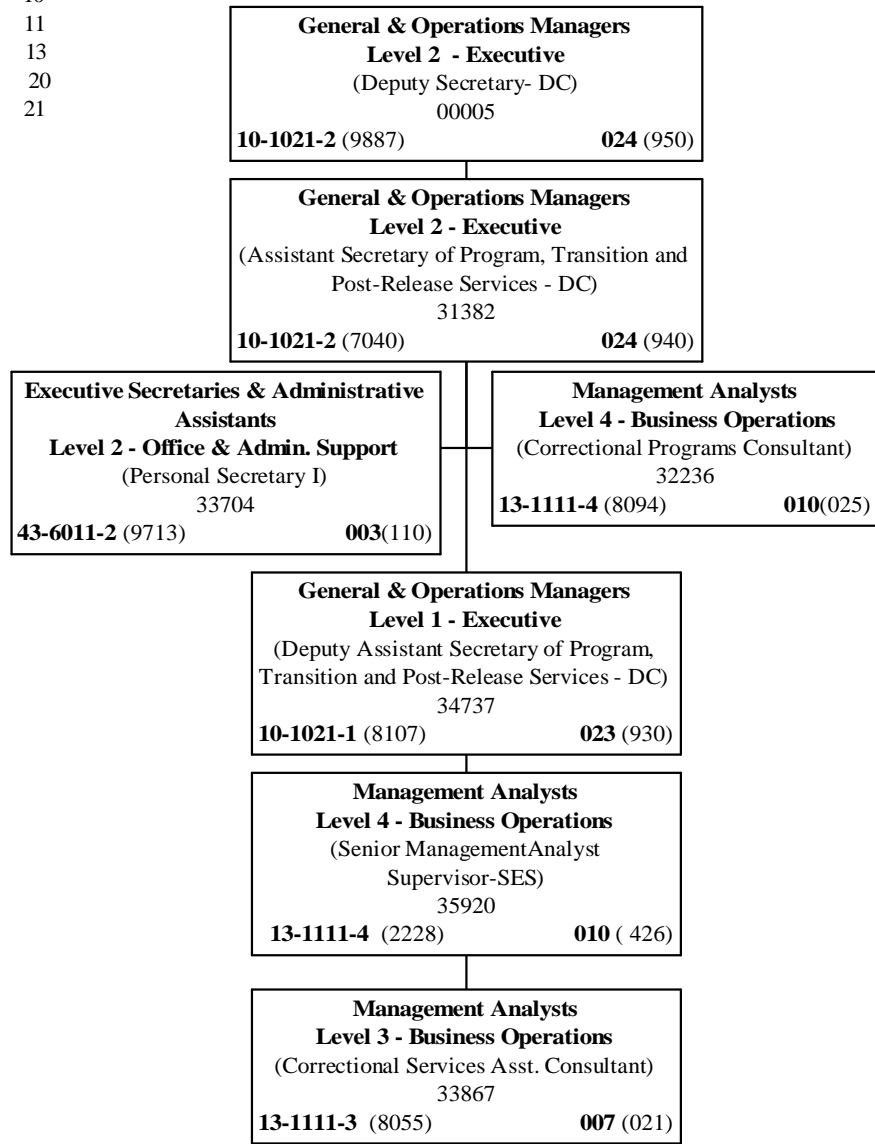 11
13
20
21
General & Operations Managers
Level 2 - Executive
(Deputy Secretary- DC)
00005
10-1021-2 (9887) 024 (950)
General & Operations Managers
Level 2 - Executive
(Assistant Secretary of Program, Transition and
Post-Release Services - DC)
31382
10-1021-2 (7040) 024 (940)
Executive Secretaries & Administrative
Assistants
Level 2 - Office & Admin. Support
(Personal Secretary I)
33704
43-6011-2 (9713) 003(110)
Management Analysts
Level 4 - Business Operations
(Correctional Programs Consultant)
32236
13-1111-4 (8094) 010(025)
General & Operations Managers
Level 1 - Executive
(Deputy Assistant Secretary of Program,
Transition and Post-Release Services - DC)
34737
10-1021-1 (8107) 023 (930)
Management Analysts
Level 4 - Business Operations
(Senior ManagementAnalyst
Supervisor-SES)
35920
13-1111-4 (2228) 010 ( 426)
Management Analysts
Level 3 - Business Operations
(Correctional Services Asst. Consultant)
33867
13-1111-3 (8055) 007 (021)